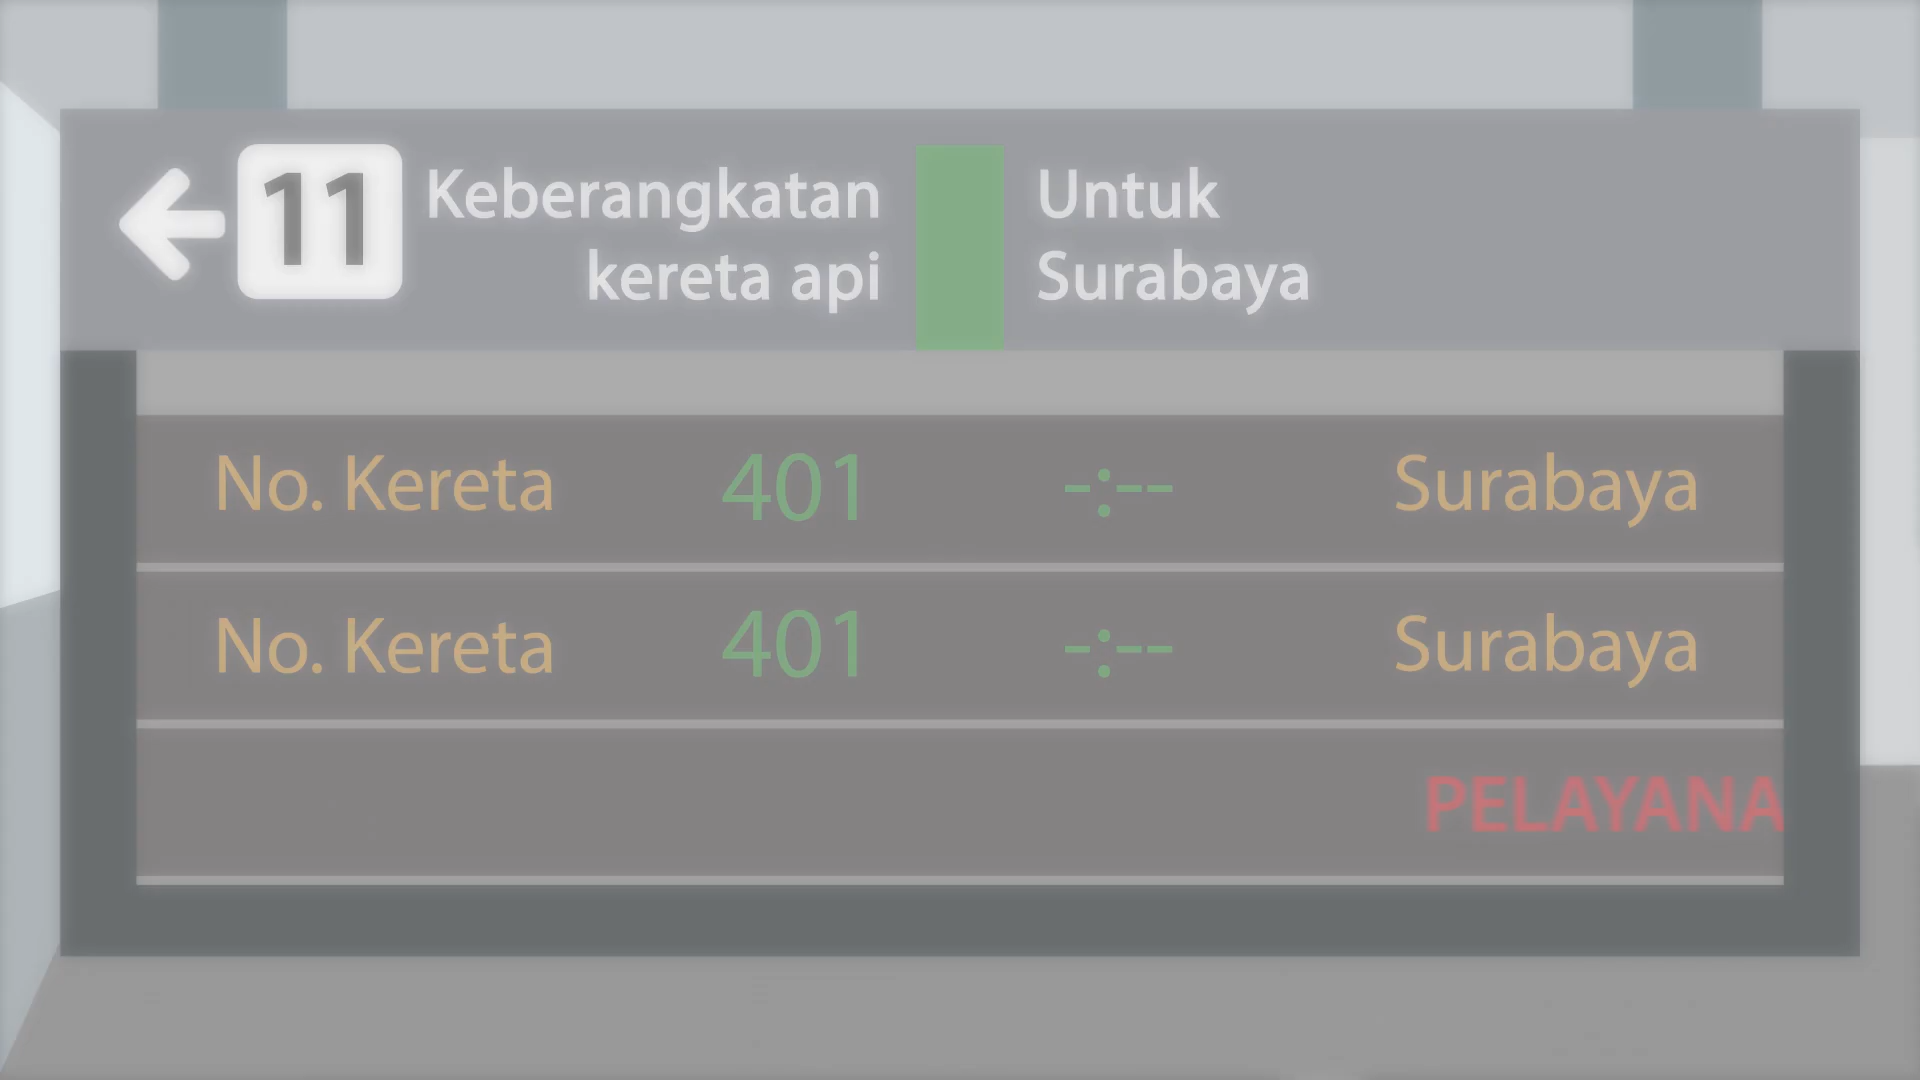 11
Keberangkatan
kereta api
Untuk
Surabaya
No. Kereta 401 -:-- Surabaya
No. Kereta 401 -:-- Surabaya
PELAYANA